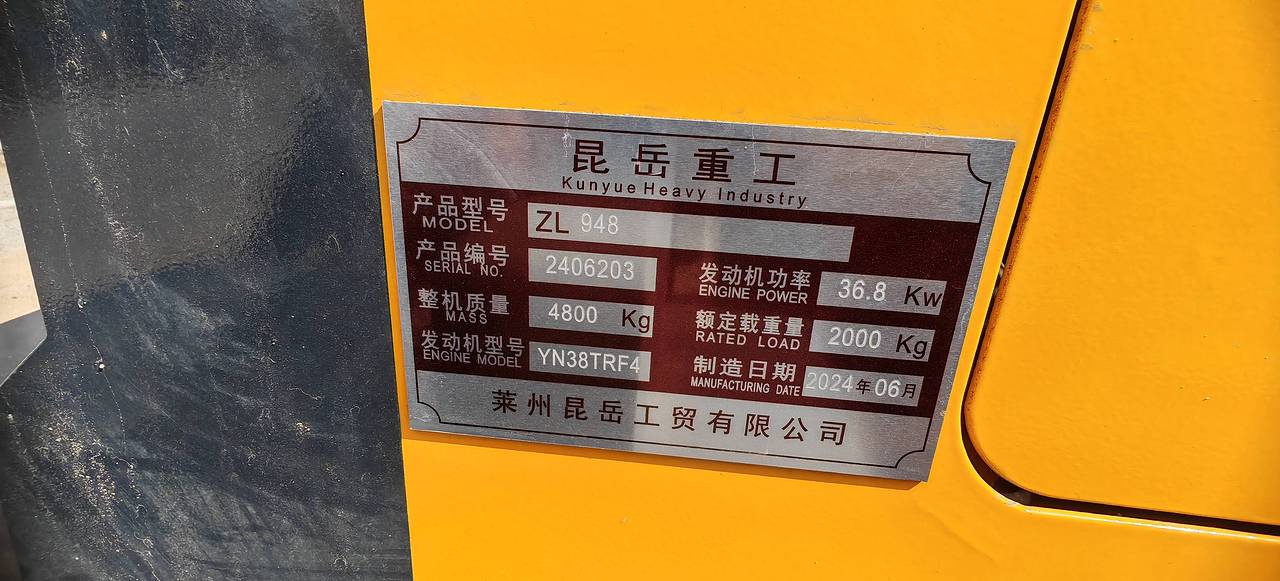 昆岳重工
Kunyue Heavy Industry
产品型号 ZL 948
MODEL
产品编号 2406203
SERIAL NO.
发动机功率 36.8 Kw
ENGINE POWER
整机质量 4800 Kg
MASS
额定载重量 2000 Kg
RATED LOAD
发动机型号 YN38TRF4
ENGINE MODEL
制造日期 2024年06月
MANUFACTURING DATE
莱州昆岳工贸有限公司